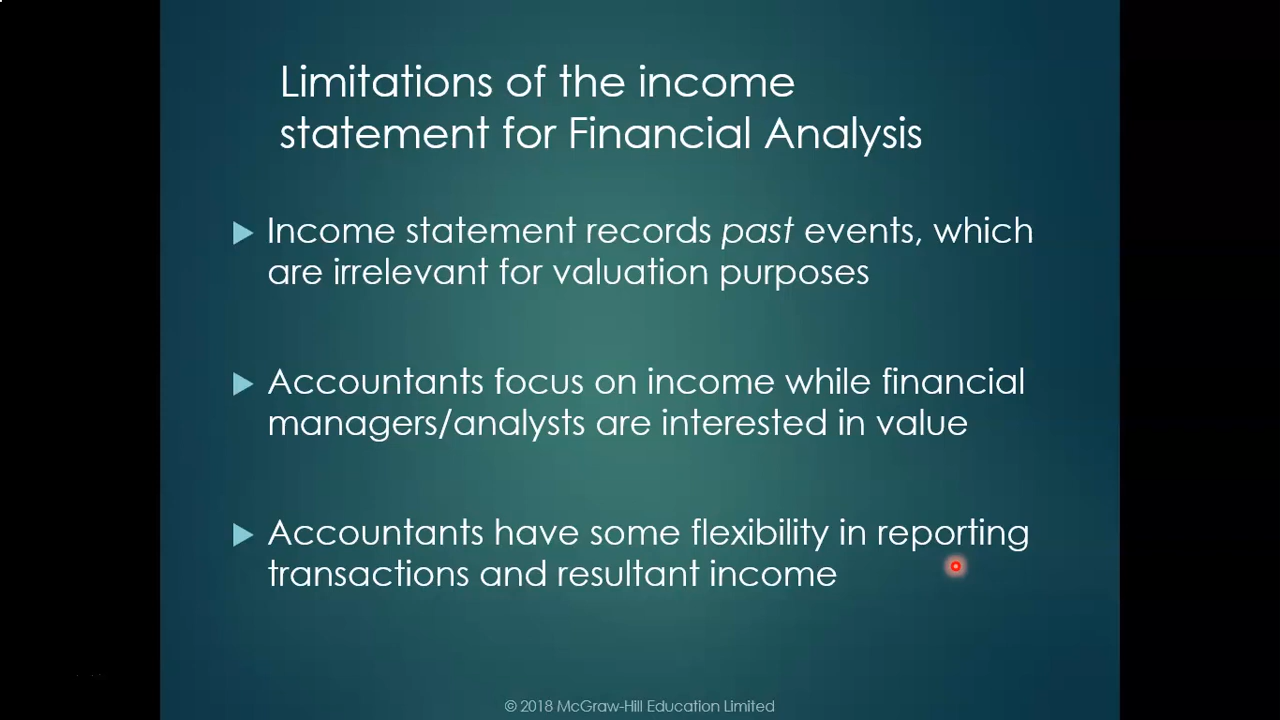 Limitations of the income
statement for Financial Analysis
Income statement records past events, which
are irrelevant for valuation purposes
Accountants focus on income while financial
managers/analysts are interested in value
Accountants have some flexibility in reporting
transactions and resultant income
© 2018 McGraw-Hill Education Limited